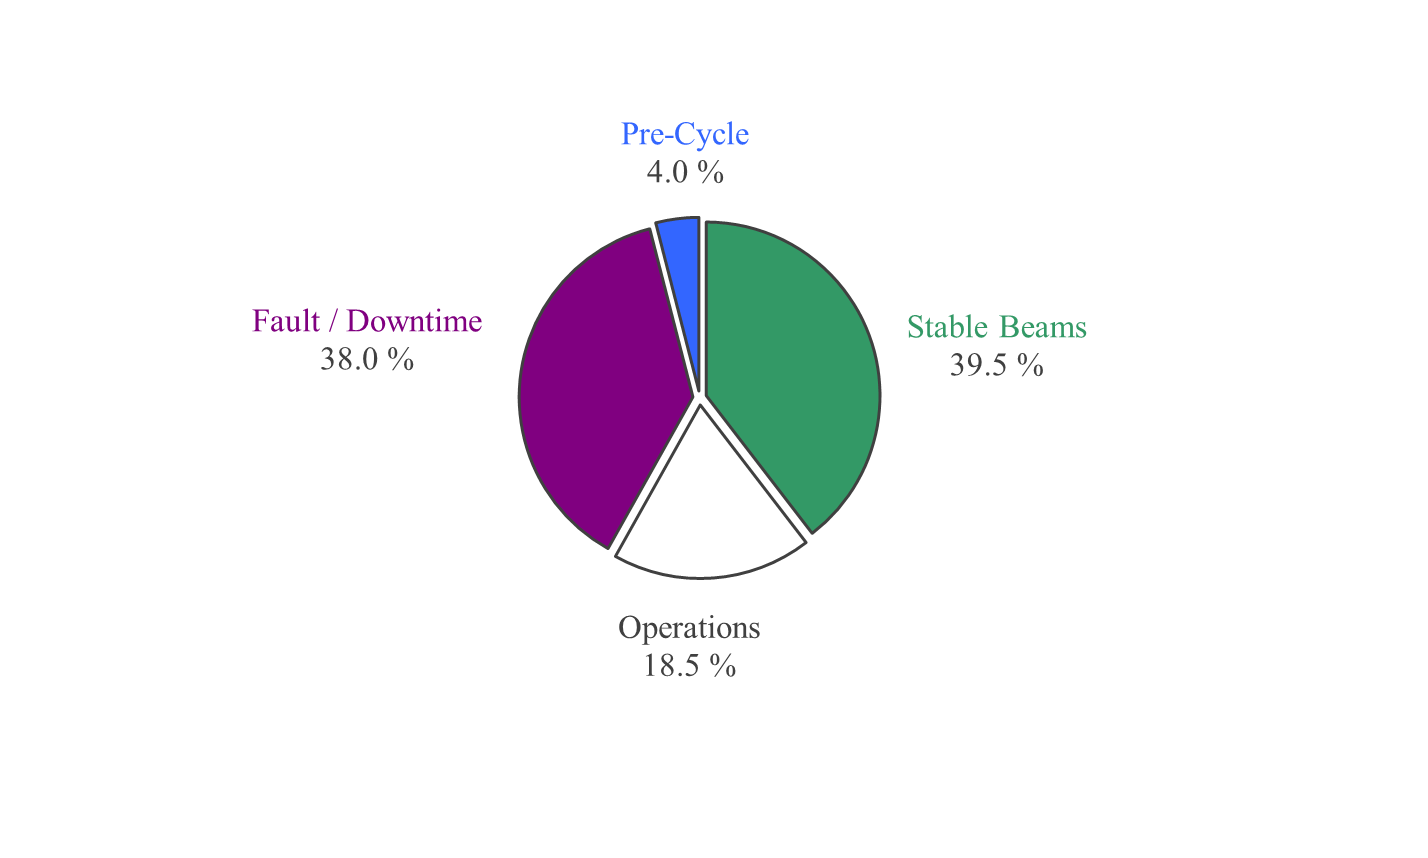 Pre-Cycle
4.0 %
Fault / Downtime
38.0 %
Stable Beams
39.5 %
Operations
18.5 %